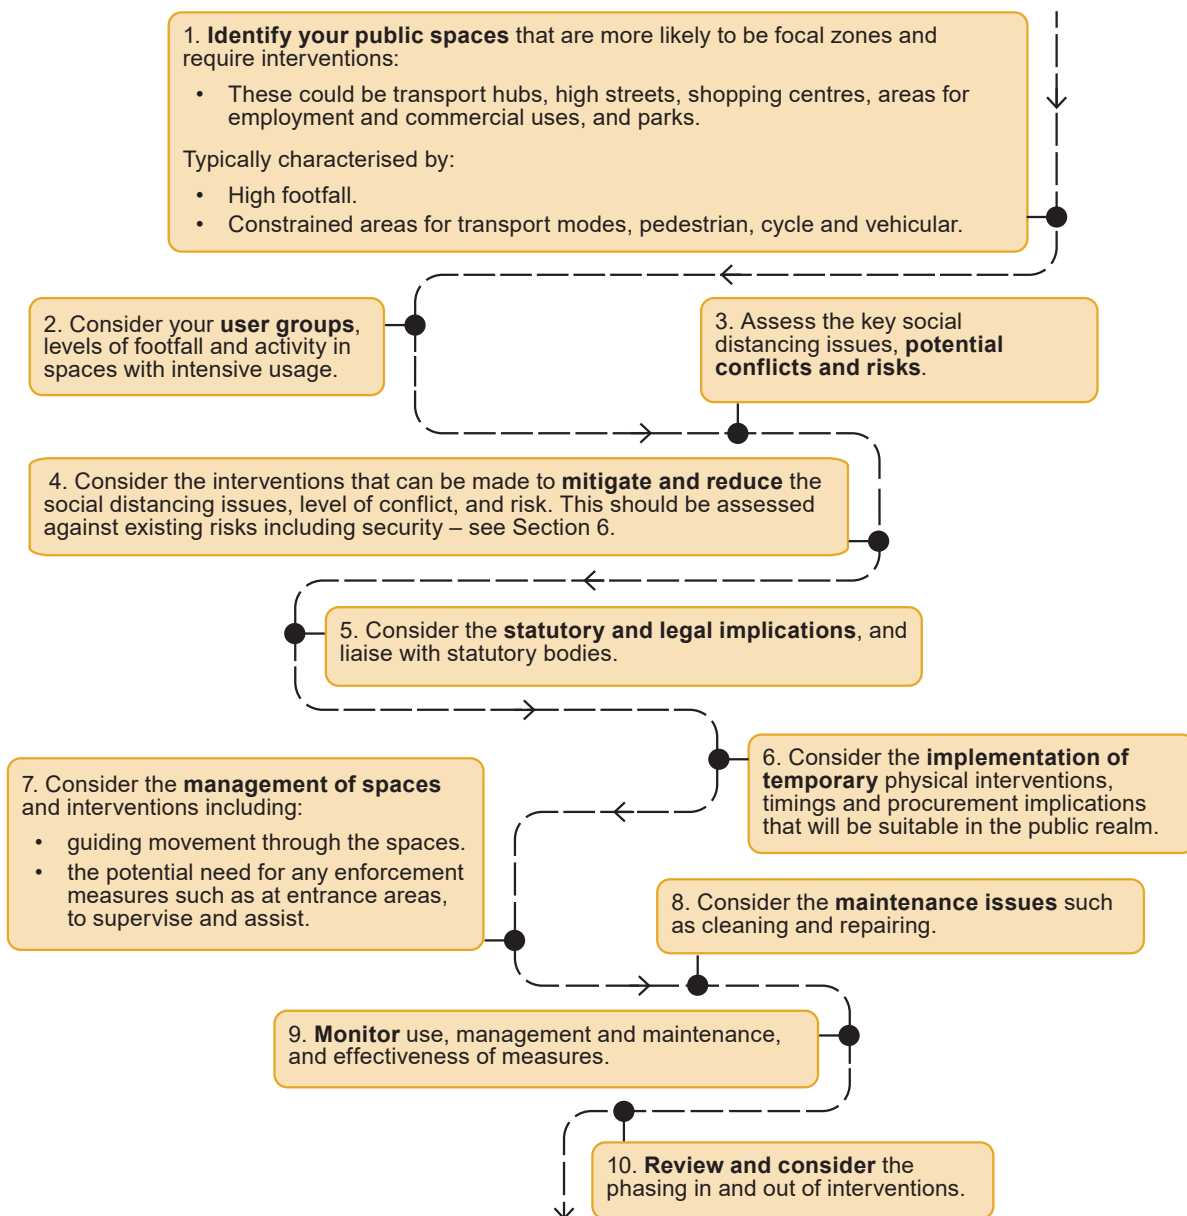 1. Identify your public spaces that are more likely to be focal zones and
require interventions:
• These could be transport hubs, high streets, shopping centres, areas for
employment and commercial uses, and parks.
Typically characterised by:
• High footfall.
• Constrained areas for transport modes, pedestrian, cycle and vehicular.
2. Consider your user groups,
levels of footfall and activity in
spaces with intensive usage.
3. Assess the key social
distancing issues, potential
conflicts and risks.
4. Consider the interventions that can be made to mitigate and reduce the
social distancing issues, level of conflict, and risk. This should be assessed
against existing risks including security – see Section 6.
5. Consider the statutory and legal implications, and
liaise with statutory bodies.
6. Consider the implementation of
temporary physical interventions,
timings and procurement implications
that will be suitable in the public realm.
7. Consider the management of spaces
and interventions including:
• guiding movement through the spaces.
• the potential need for any enforcement
measures such as at entrance areas,
to supervise and assist.
8. Consider the maintenance issues such
as cleaning and repairing.
9. Monitor use, management and maintenance,
and effectiveness of measures.
10. Review and consider the
phasing in and out of interventions.